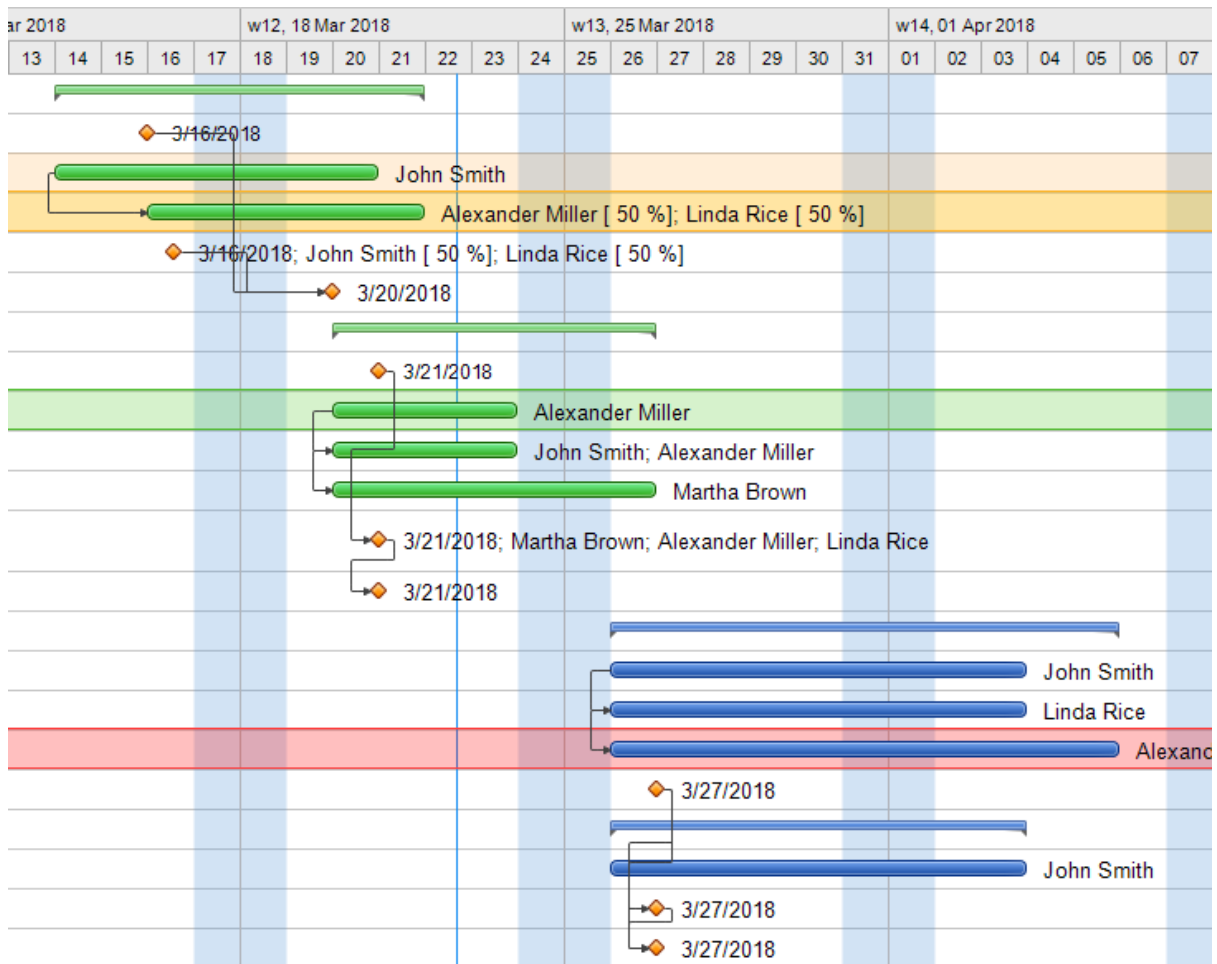 ar 2018 w12, 18 Mar 2018 w13, 25 Mar 2018 w14, 01 Apr 2018
13 14 15 16 17 18 19 20 21 22 23 24 25 26 27 28 29 30 31 01 02 03 04 05 06 07
3/16/2018
John Smith
Alexander Miller [ 50 %]; Linda Rice [ 50 %]
3/16/2018; John Smith [ 50 %]; Linda Rice [ 50 %]
3/20/2018
3/21/2018
Alexander Miller
John Smith; Alexander Miller
Martha Brown
3/21/2018; Martha Brown; Alexander Miller; Linda Rice
3/21/2018
John Smith
Linda Rice
Alexand
3/27/2018
John Smith
3/27/2018
3/27/2018